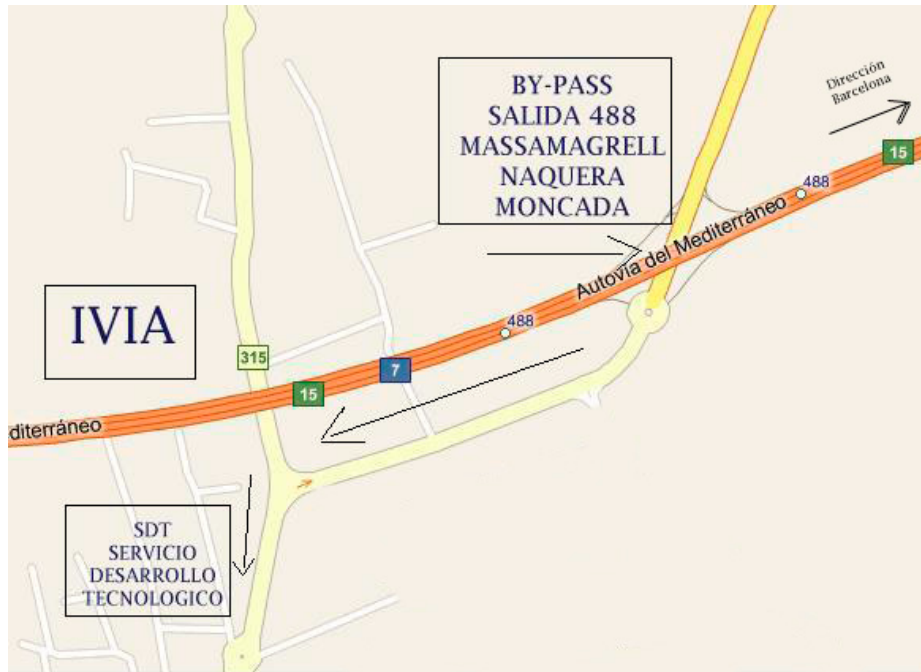 BY-PASS
SALIDA 488
MASSAMAGRELL
NAQUERA
MONCADA
Dirección
Barcelona
15
488
Autovía del Mediterráneo
488
IVIA
315
7
15
editerráneo
SDT
SERVICIO
DESARROLLO
TECNOLOGICO